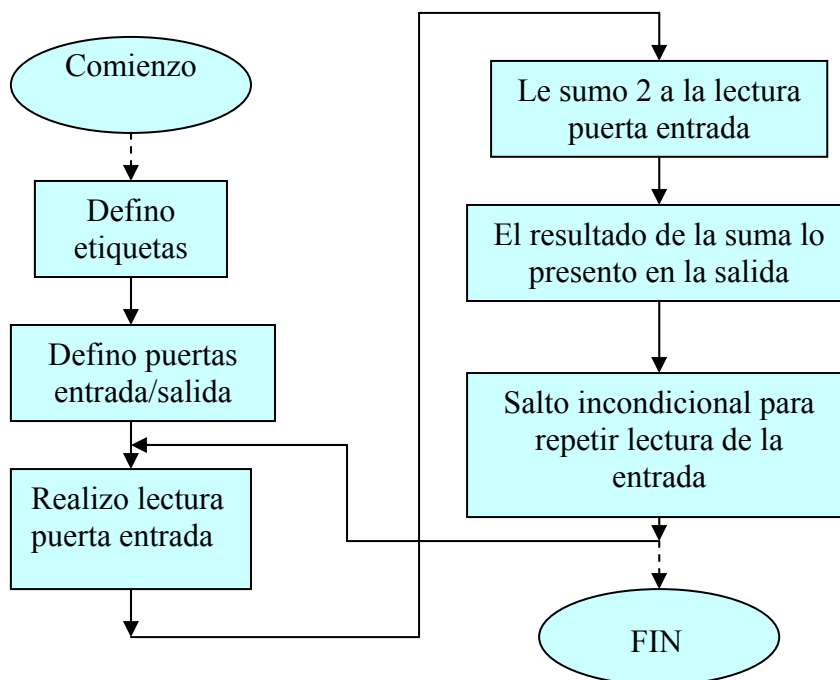 Comienzo
Defino
etiquetas
Defino puertas
entrada/salida
Realizo lectura
puerta entrada
Le sumo 2 a la lectura
puerta entrada
El resultado de la suma lo
presento en la salida
Salto incondicional para
repetir lectura de la
entrada
FIN